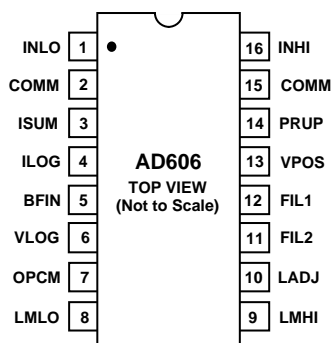 INLO 1 16 INHI
COMM 2 15 COMM
ISUM 3 14 PRUP
ILOG 4 AD606 13 VPOS
TOP VIEW
BFIN 5 (Not to Scale) 12 FIL1
VLOG 6 11 FIL2
OPCM 7 10 LADJ
LMLO 8 9 LMHI